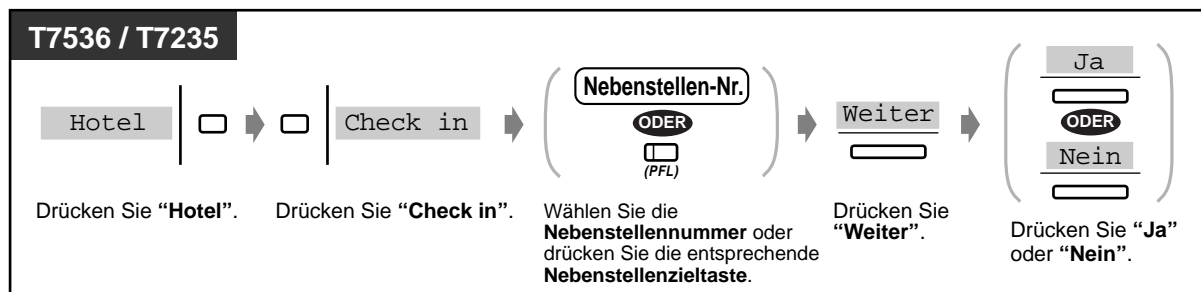 T7536 / T7235
Hotel
Check in
Nebenstellen-Nr.
ODER
(PFL)
Weiter
Ja
ODER
Nein
Drücken Sie “Hotel”.
Drücken Sie “Check in”.
Wählen Sie die
Nebenstellennummer oder
drücken Sie die entsprechende
Nebenstellenzieltaste.
Drücken Sie
“Weiter”.
Drücken Sie “Ja”
oder “Nein”.